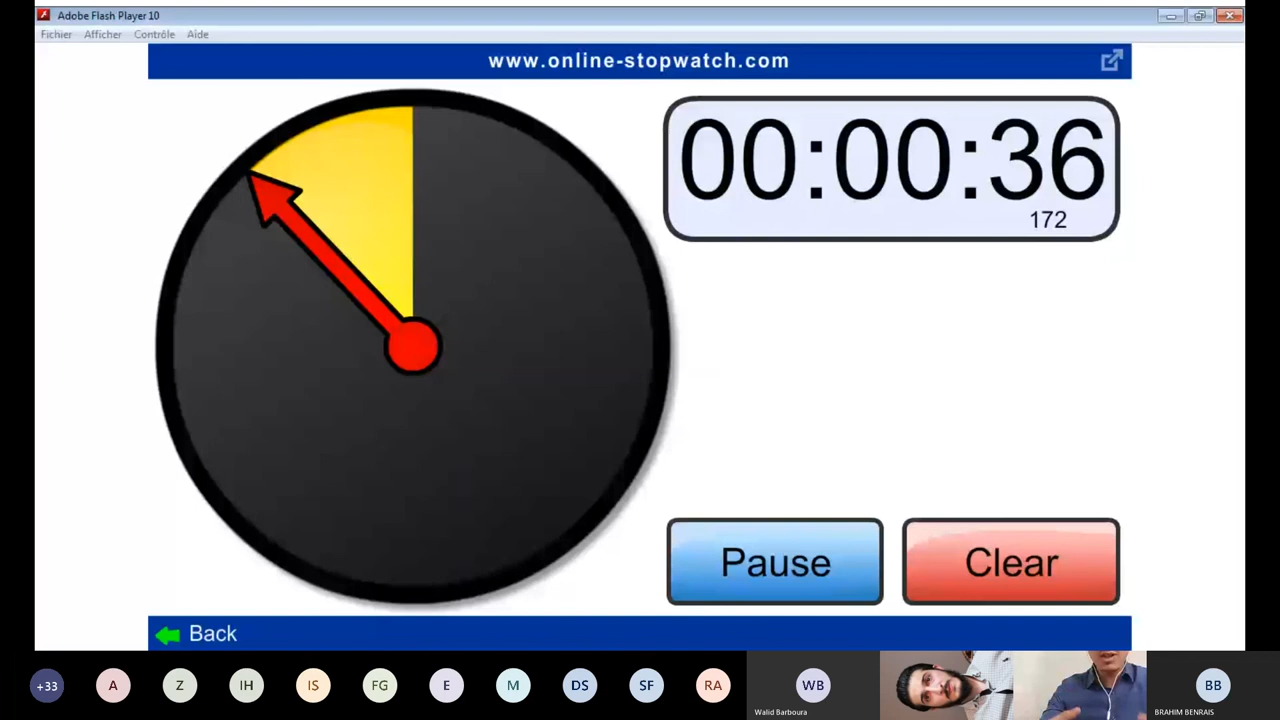 Adobe Flash Player 10
Fichier Afficher Contrôle Aide
www.online-stopwatch.com
00:00:36
172
Pause Clear
Back
+33 A Z IH IS FG E M DS SF RA WB BB
Walid Barboura BRAHIM BENRAIS